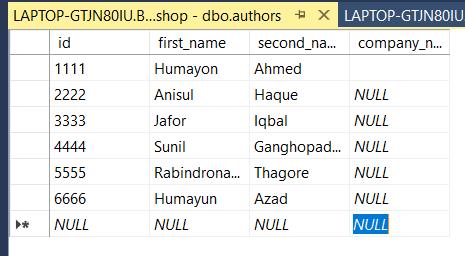 LAPTOP-GTJN80IU.B...shop - dbo.authors LAPTOP-GTJN80IU
id first_name second_na... company_n...
1111 Humayon Ahmed
2222 Anisul Haque NULL
3333 Jafor Iqbal NULL
4444 Sunil Ganghopad... NULL
5555 Rabindrona... Thagore NULL
6666 Humayun Azad NULL
NULL NULL NULL NULL